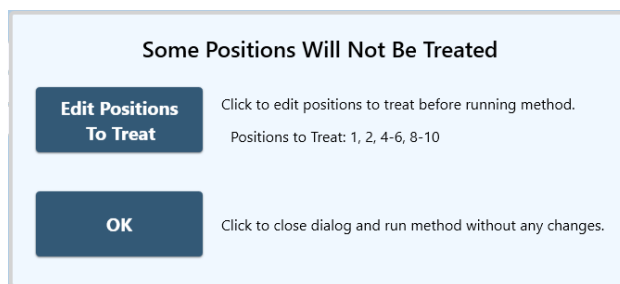 Some Positions Will Not Be Treated
Edit Positions
To Treat
Click to edit positions to treat before running method.
Positions to Treat: 1, 2, 4-6, 8-10
OK
Click to close dialog and run method without any changes.